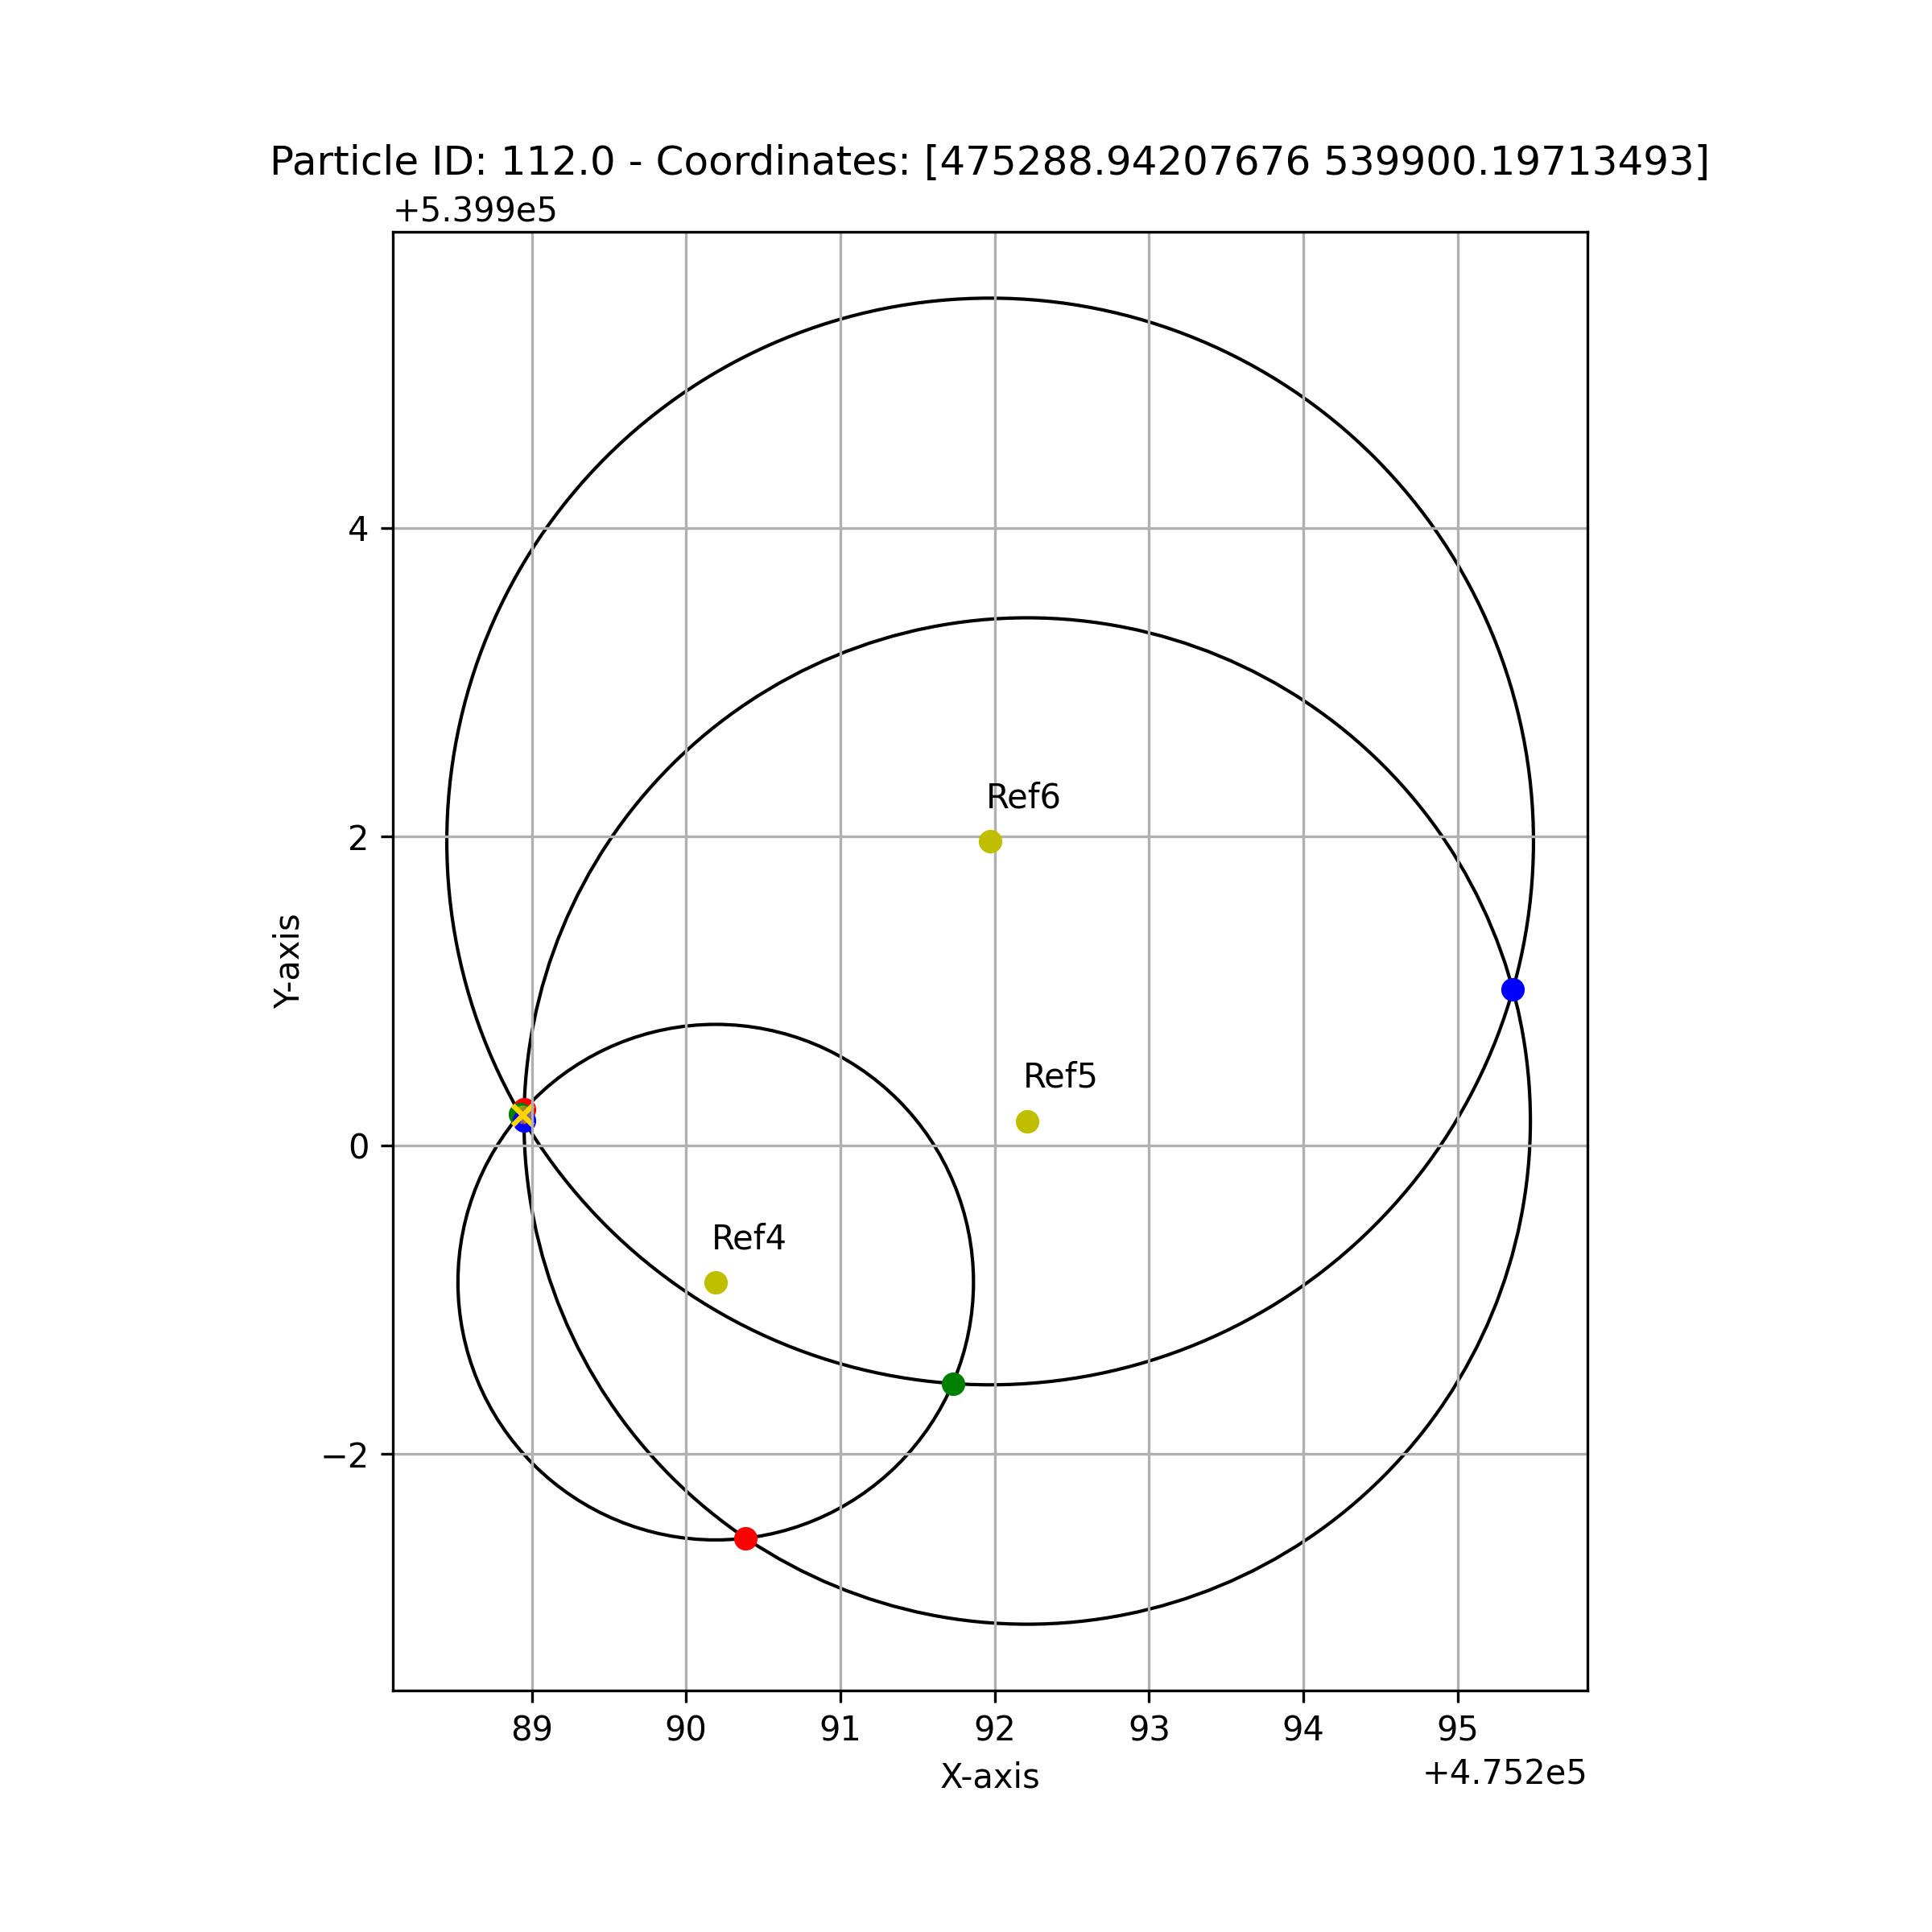 Particle ID: 112.0 - Coordinates: [475288.94207676 539900.19713493]
+5.399e5
4
2
0
−2
Y-axis
Ref6
Ref5
Ref4
89 90 91 92 93 94 95
X-axis
+4.752e5